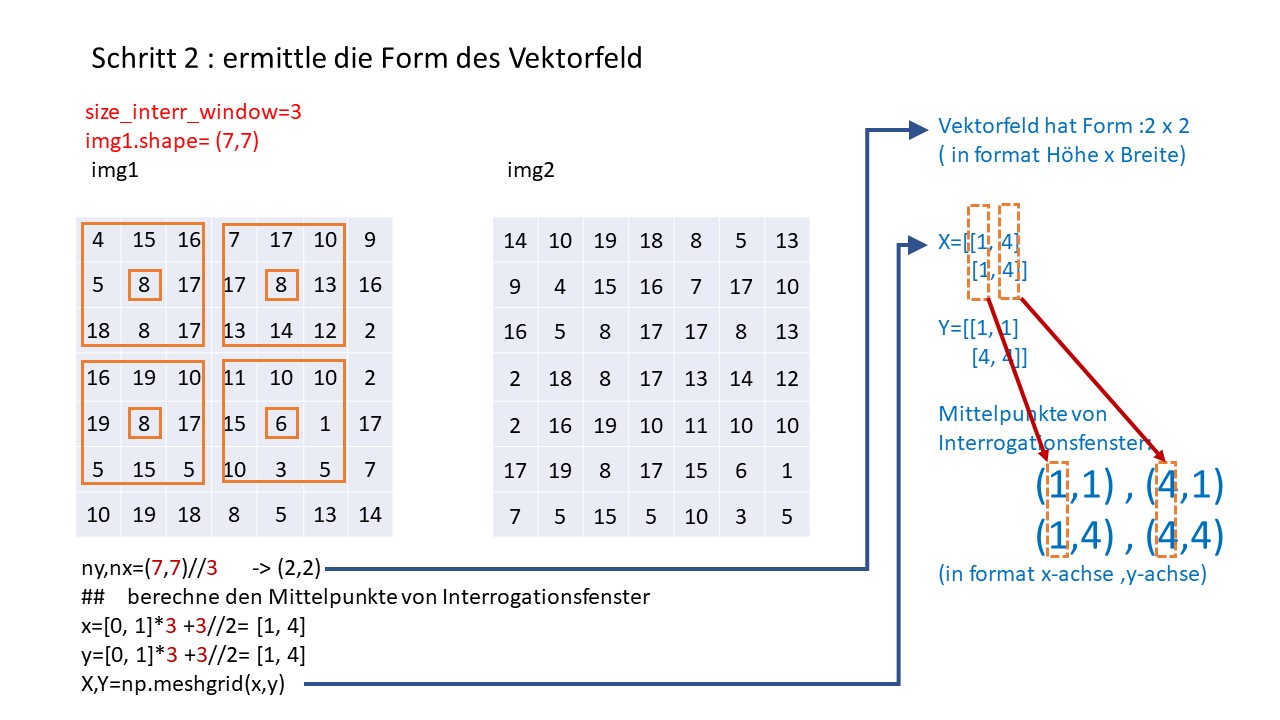 Schritt 2 : ermittle die Form des Vektorfeld
size_interr_window=3
img1.shape= (7,7)
img1
4 15 16 7 17 10 9
5 8 17 17 8 13 16
18 8 17 13 14 12 2
16 19 10 11 10 10 2
19 8 17 15 6 1 17
5 15 5 10 3 5 7
10 19 18 8 5 13 14
img2
14 10 19 18 8 5 13
9 4 15 16 7 17 10
16 5 8 17 17 8 13
2 18 8 17 13 14 12
2 16 19 10 11 10 10
17 19 8 17 15 6 1
7 5 15 5 10 3 5
ny,nx=(7,7)//3 -> (2,2)
## berechne den Mittelpunkte von Interrogationsfenster
x=[0, 1]*3 +3//2= [1, 4]
y=[0, 1]*3 +3//2= [1, 4]
X,Y=np.meshgrid(x,y)
Vektorfeld hat Form :2 x 2
( in format Höhe x Breite)
X=[[1, 4]
[1, 4]]
Y=[[1, 1]
[4, 4]]
Mittelpunkte von
Interrogationsfenster:
(1,1) , (4,1)
(1,4) , (4,4)
(in format x-achse ,y-achse)